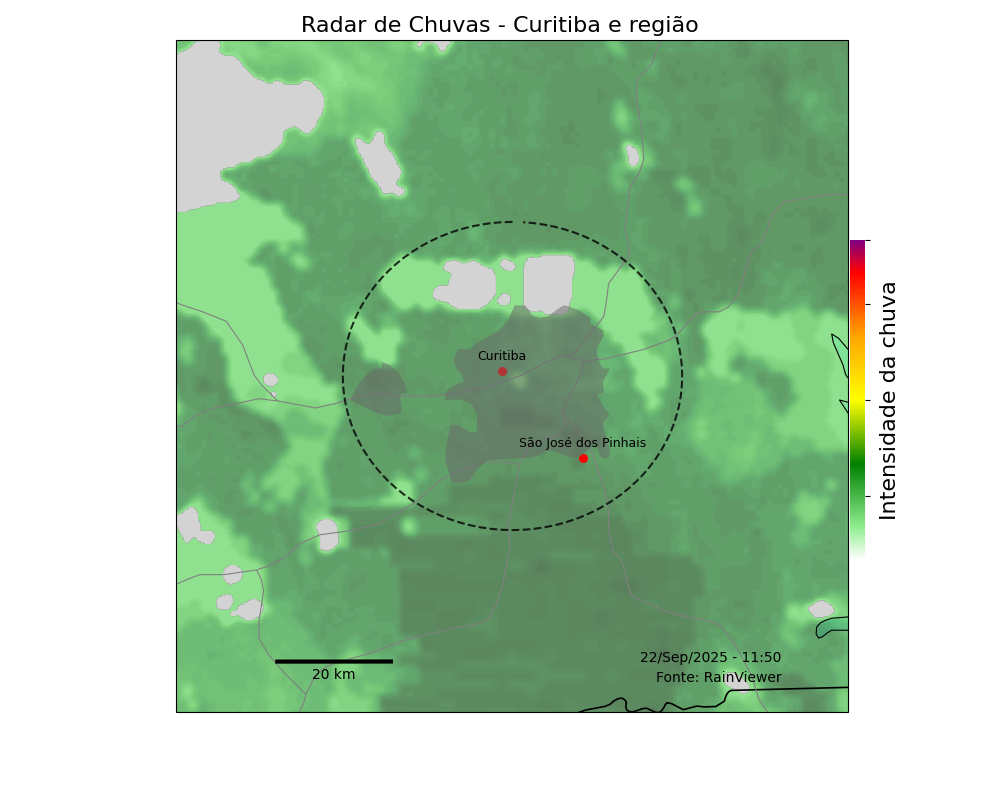 Radar de Chuvas - Curitiba e região
Curitiba
São José dos Pinhais
Intensidade da chuva
22/Sep/2025 - 11:50
Fonte: RainViewer
20 km